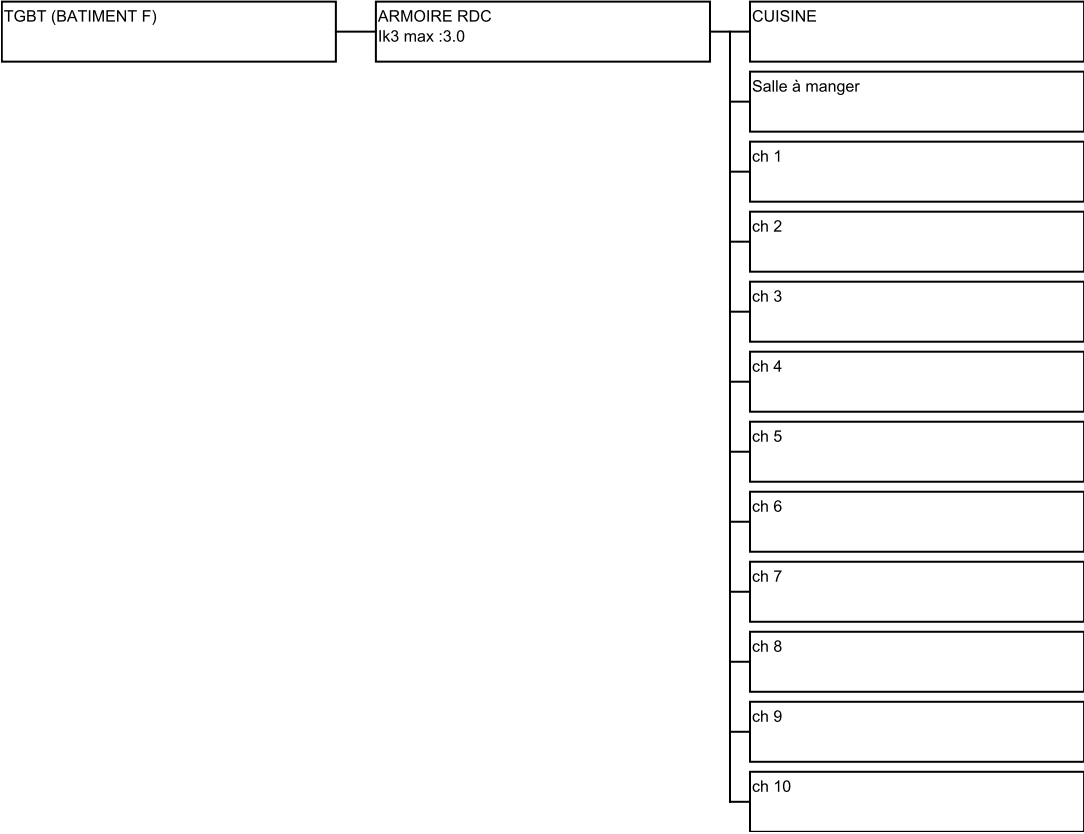 TGBT (BATIMENT F)
ARMOIRE RDC
Ik3 max :3.0
CUISINE
Salle à manger
ch 1
ch 2
ch 3
ch 4
ch 5
ch 6
ch 7
ch 8
ch 9
ch 10